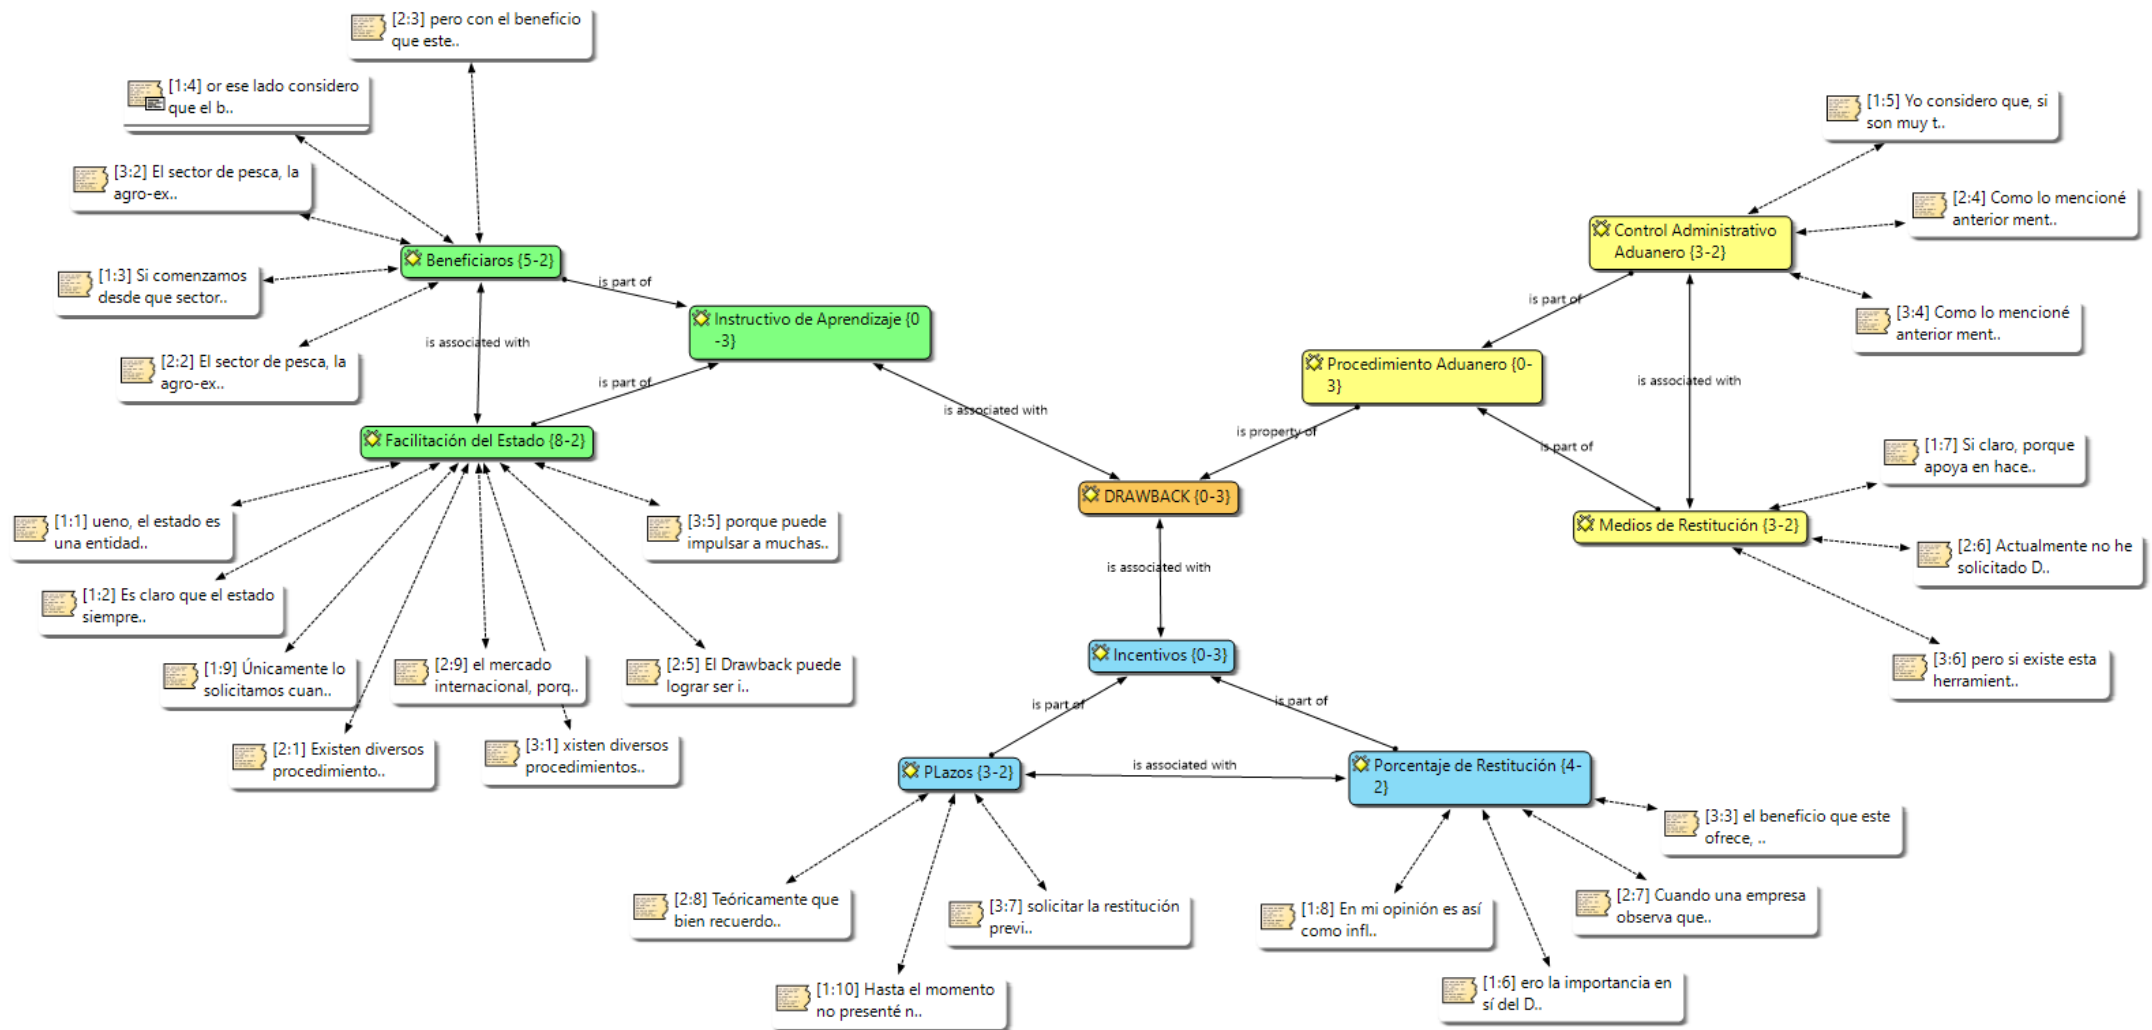 [2:3] pero con el beneficio
que este..
[1:4] or ese lado considero
que el b..
[3:2] El sector de pesca, la
agro-ex..
[1:3] Si comenzamos
desde que sector..
[2:2] El sector de pesca, la
agro-ex..
Beneficiaros {5-2}
is part of
is associated with
Instructivo de Aprendizaje {0
-3}
is part of
Facilitación del Estado {8-2}
[1:1] ueno, el estado es
una entidad..
[1:2] Es claro que el estado
siempre..
[1:9] Únicamente lo
solicitamos cuan..
[2:1] Existen diversos
procedimiento..
[2:9] el mercado
internacional, porq..
[3:1] xisten diversos
procedimientos..
[2:5] El Drawback puede
lograr ser i..
[3:5] porque puede
impulsar a muchas..
is associated with
DRAWBACK {0-3}
is property of
Procedimiento Aduanero {0-
3}
is part of
Control Administrativo
Aduanero {3-2}
[1:5] Yo considero que, si
son muy t..
[2:4] Como lo mencioné
anterior ment..
[3:4] Como lo mencioné
anterior ment..
is associated with
is part of
Medios de Restitución {3-2}
[1:7] Si claro, porque
apoya en hace..
[2:6] Actualmente no he
solicitado D..
[3:6] pero si existe esta
herramient..
is associated with
Incentivos {0-3}
is part of
is part of
PLazos {3-2}
is associated with
Porcentaje de Restitución {4-
2}
[2:8] Teóricamente que
bien recuerdo..
[1:10] Hasta el momento
no presenté n..
[3:7] solicitar la restitución
previ..
[1:8] En mi opinión es así
como infl..
[1:6] ero la importancia en
sí del D..
[2:7] Cuando una empresa
observa que..
[3:3] el beneficio que este
ofrece, ..